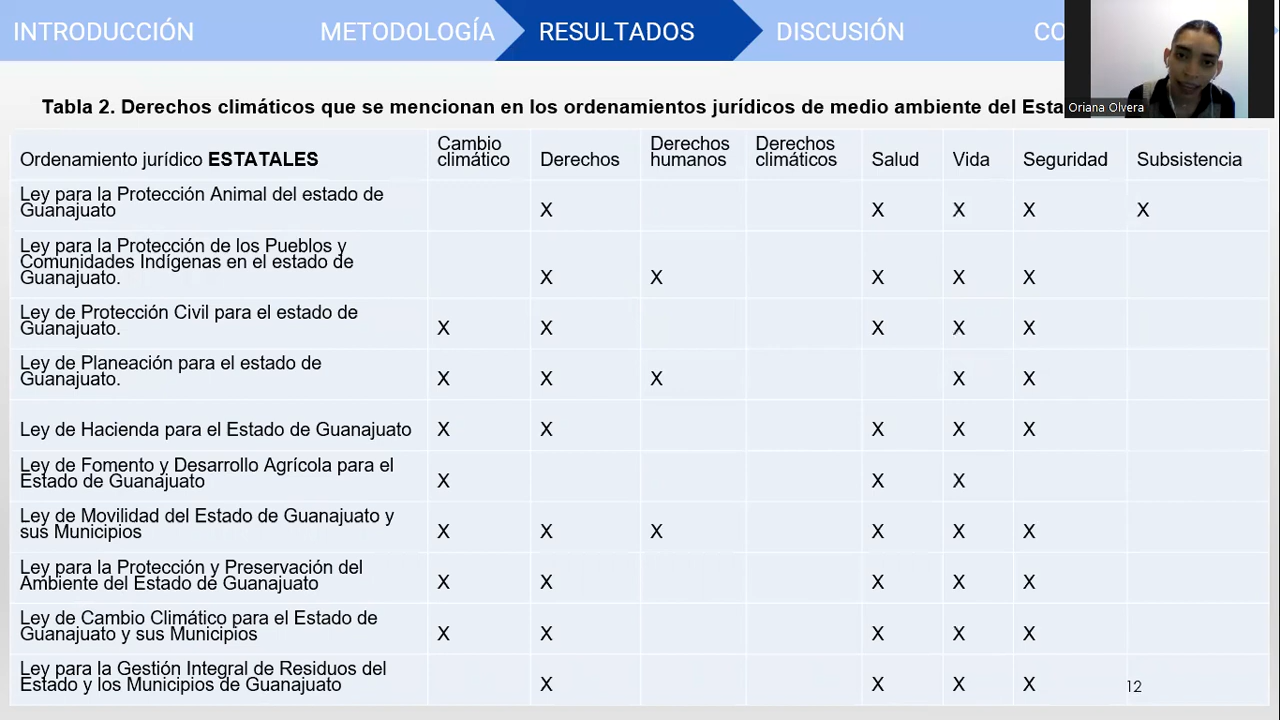 INTRODUCCIÓN METODOLOGÍA RESULTADOS DISCUSIÓN CO
Oriana Olvera
Tabla 2. Derechos climáticos que se mencionan en los ordenamientos jurídicos de medio ambiente del Esta
Ordenamiento jurídico ESTATALES Cambio climático Derechos Derechos humanos Derechos climáticos Salud Vida Seguridad Subsistencia
Ley para la Protección Animal del estado de
Guanajuato X X X X X
Ley para la Protección de los Pueblos y
Comunidades Indígenas en el estado de
Guanajuato. X X X X X
Ley de Protección Civil para el estado de
Guanajuato. X X X X X
Ley de Planeación para el estado de
Guanajuato. X X X X X
Ley de Hacienda para el Estado de Guanajuato X X X X X
Ley de Fomento y Desarrollo Agrícola para el
Estado de Guanajuato X X X
Ley de Movilidad del Estado de Guanajuato y
sus Municipios X X X X X X
Ley para la Protección y Preservación del
Ambiente del Estado de Guanajuato X X X X X
Ley de Cambio Climático para el Estado de
Guanajuato y sus Municipios X X X X X
Ley para la Gestión Integral de Residuos del
Estado y los Municipios de Guanajuato X X X X
12